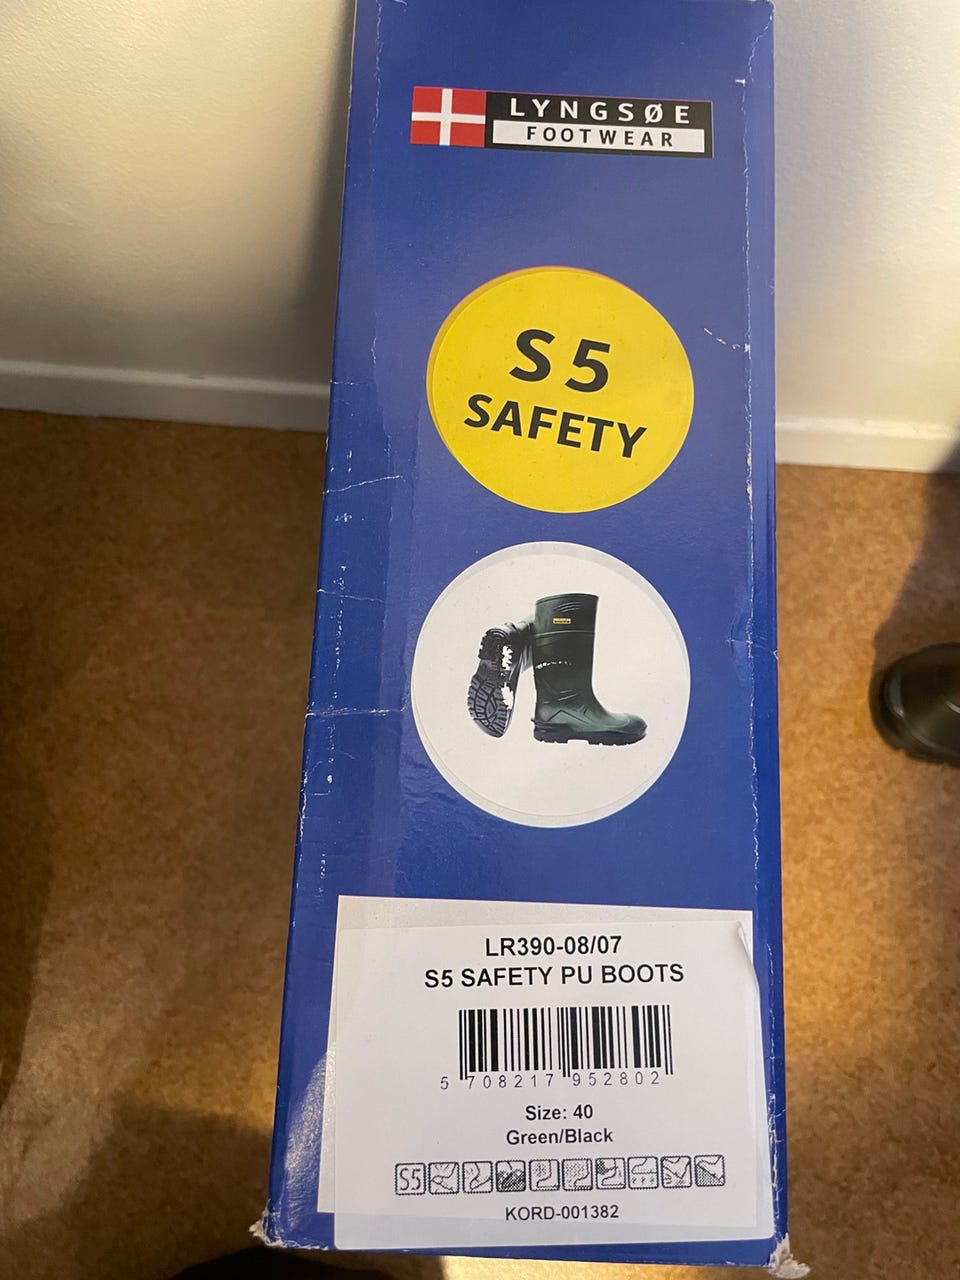 LYNGSØE
FOOTWEAR
S5
SAFETY
LR390-08/07
S5 SAFETY PU BOOTS
5 708217 952802
Size: 40
Green/Black
S5
KORD-001382